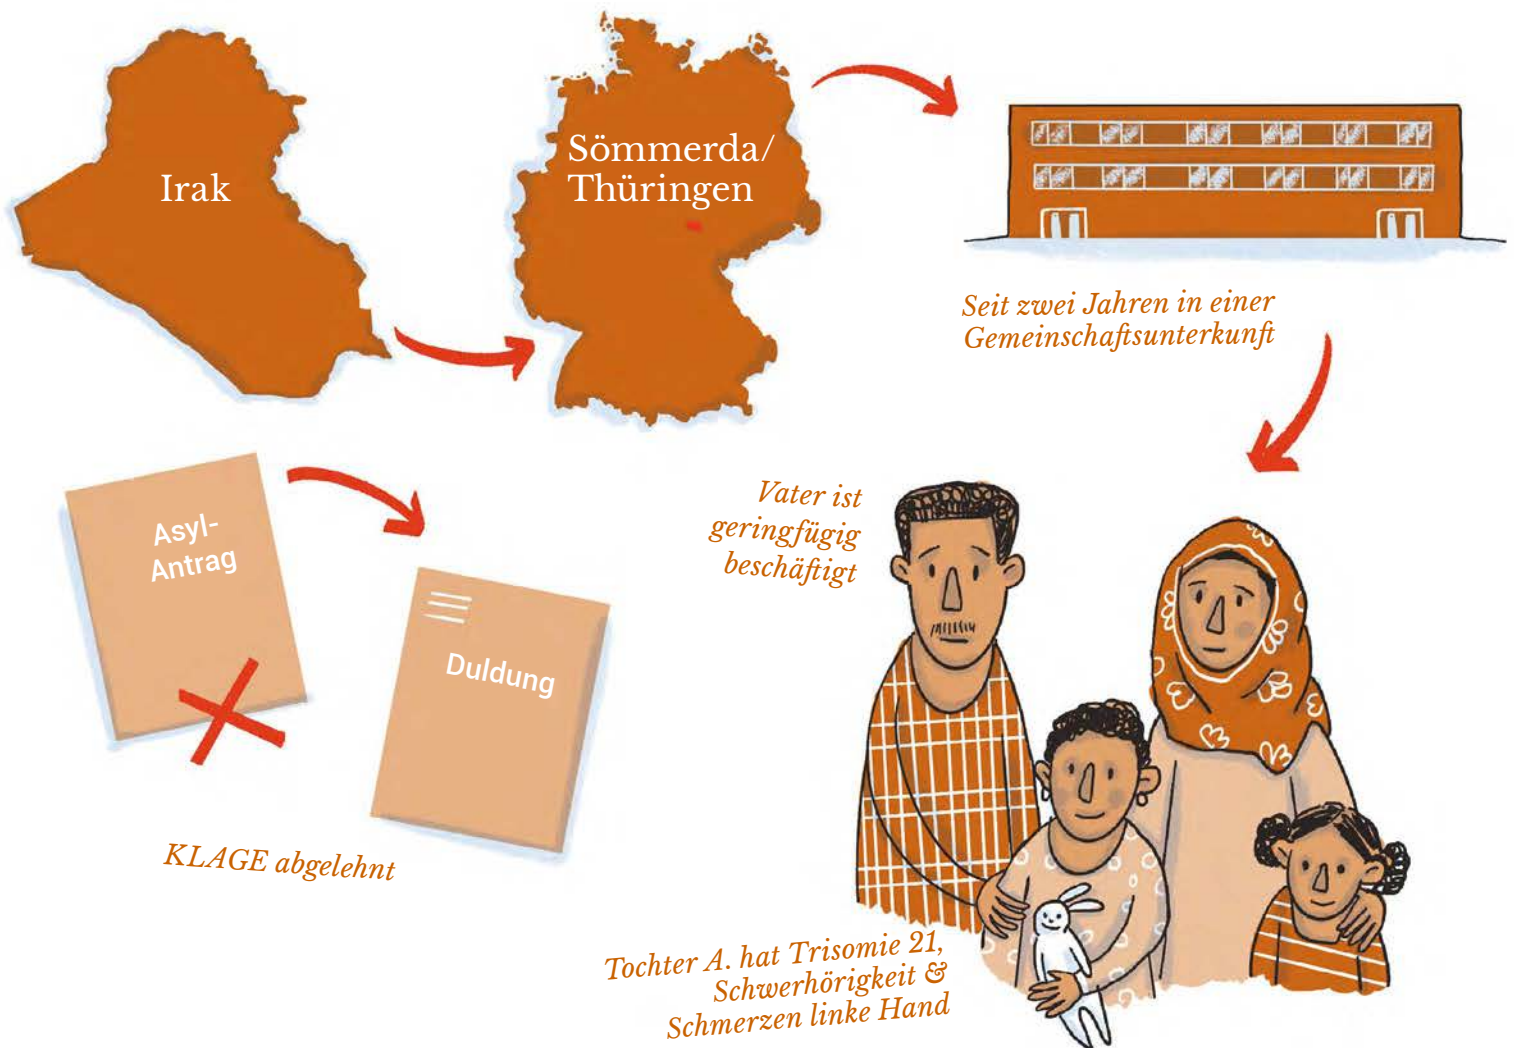 Irak
Sömmerda/
Thüringen
Seit zwei Jahren in einer
Gemeinschaftsunterkunft
Asyl-
Antrag
Duldung
KLAGE abgelehnt
Vater ist
geringfügig
beschäftigt
Tochter A. hat Trisomie 21,
Schwerhörigkeit &
Schmerzen linke Hand